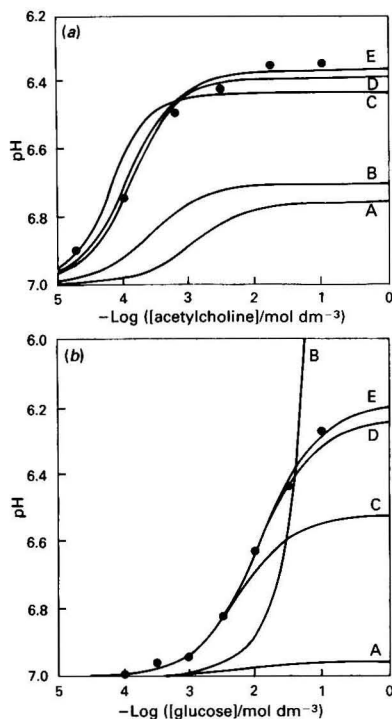 (a)
6.2
6.4
6.6
6.8
7.0
pH
E
D
C
B
A
5 4 3 2 1 0
−Log ([acetylcholine]/mol dm⁻³)
(b)
6.0
6.2
6.4
6.6
6.8
7.0
pH
B
E
D
C
A
5 4 3 2 1 0
−Log ([glucose]/mol dm⁻³)